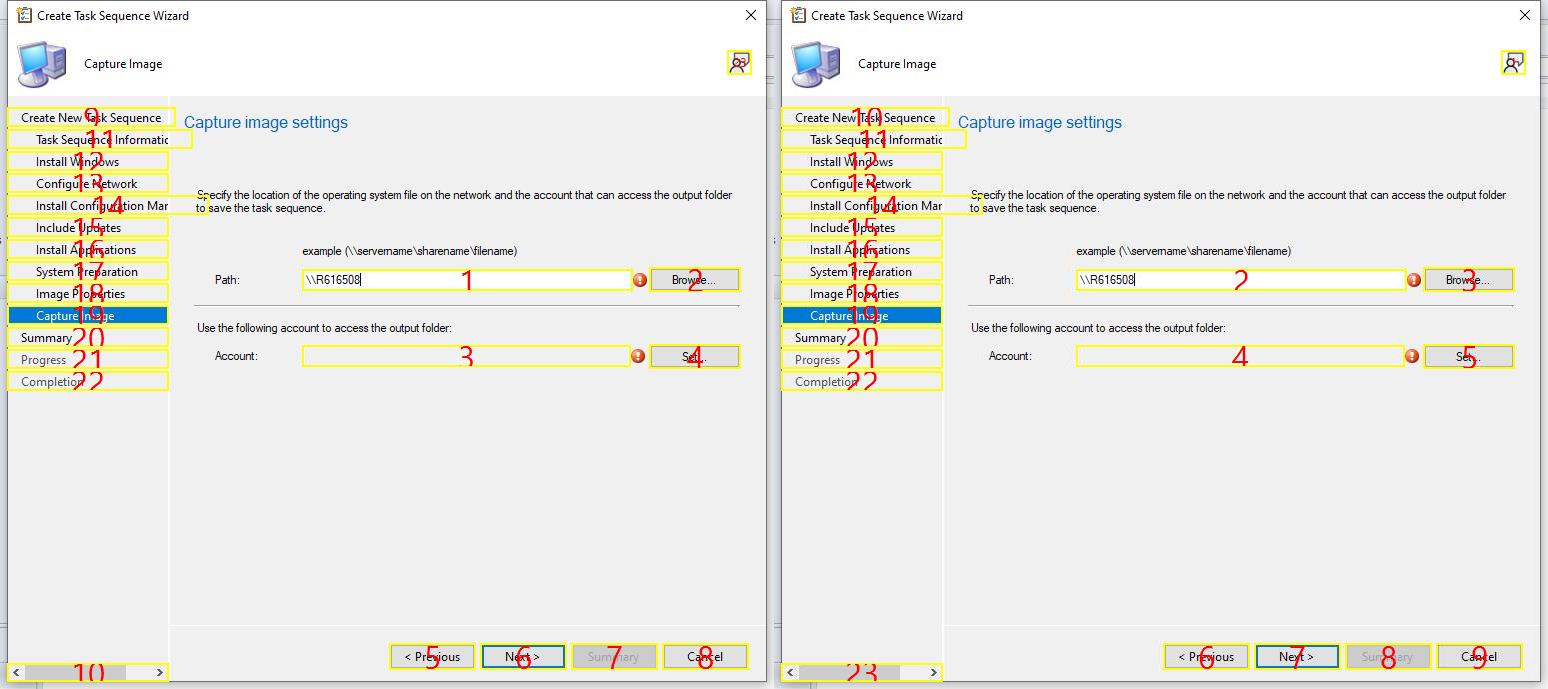 Create Task Sequence Wizard
Capture Image
23
9
Create New Task Sequence
11
Task Sequence Informatic
12
Install Windows
13
Configure Network
14
Install Configuration Mar
15
Include Updates
16
Install Applications
17
System Preparation
18
Image Properties
19
Capture Image
20
Summary
21
Progress
22
Completion
10
Capture image settings
Specify the location of the operating system file on the network and the account that can access the output folder
to save the task sequence.
example (\\servername\sharename\filename)
Path:
\\R616508
1
Browse...
2
Use the following account to access the output folder:
Account:
3
Set...
4
< Previous
5
Next >
6
Summary
7
Cancel
8
Create Task Sequence Wizard
Capture Image
1
10
Create New Task Sequence
11
Task Sequence Informatic
12
Install Windows
13
Configure Network
14
Install Configuration Mar
15
Include Updates
16
Install Applications
17
System Preparation
18
Image Properties
19
Capture Image
20
Summary
21
Progress
22
Completion
23
Capture image settings
Specify the location of the operating system file on the network and the account that can access the output folder
to save the task sequence.
example (\\servername\sharename\filename)
Path:
\\R616508
2
Browse...
3
Use the following account to access the output folder:
Account:
4
Set...
5
< Previous
6
Next >
7
Summary
8
Cancel
9